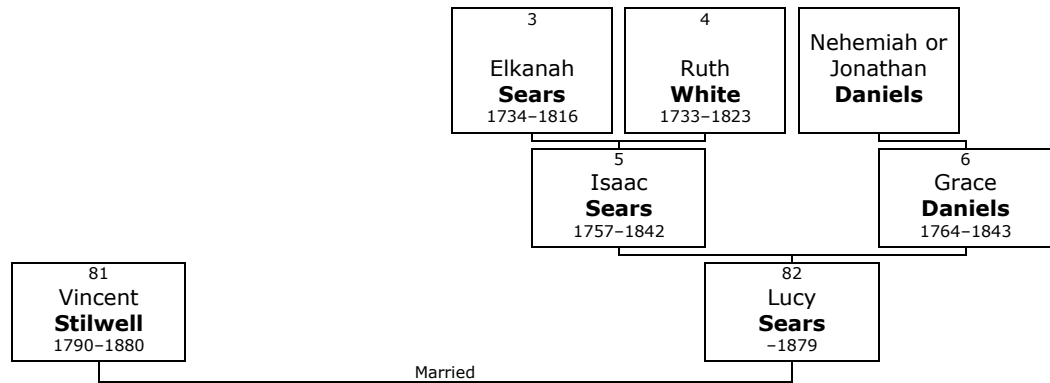 3
Elkanah
Sears
1734–1816
4
Ruth
White
1733–1823
Nehemiah or
Jonathan
Daniels
5
Isaac
Sears
1757–1842
6
Grace
Daniels
1764–1843
81
Vincent
Stilwell
1790–1880
82
Lucy
Sears
–1879
Married